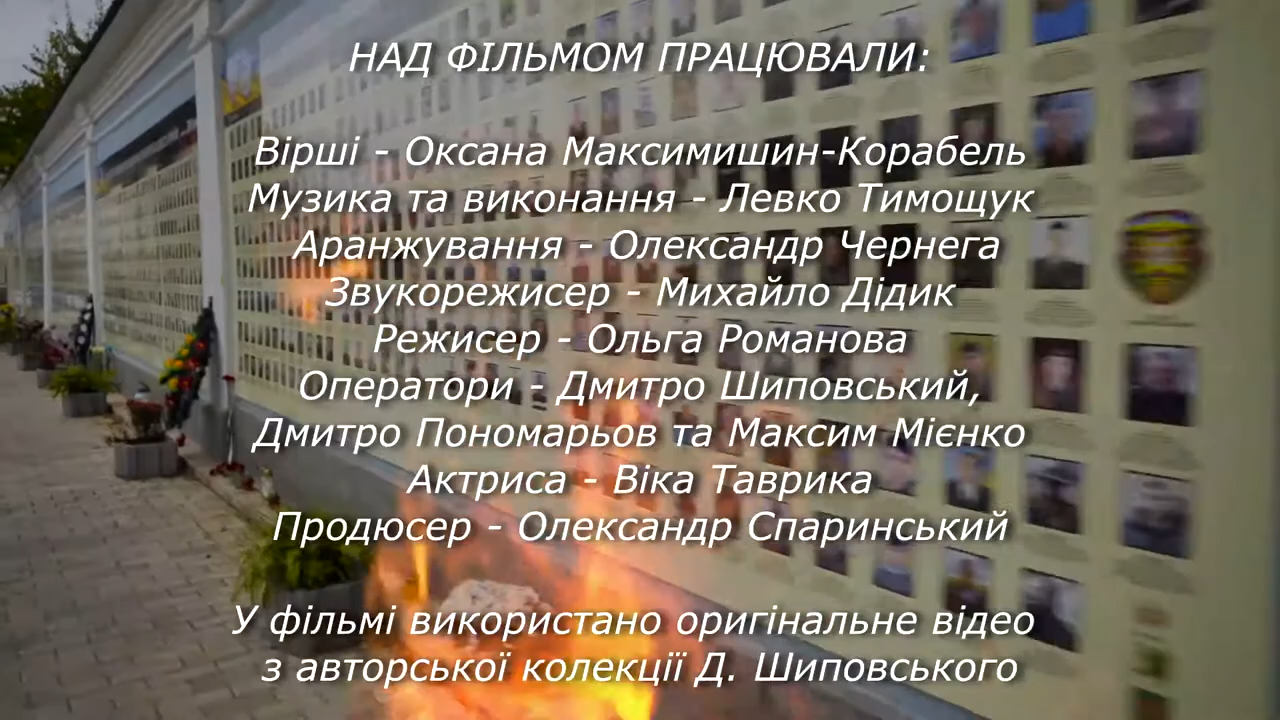 НАД ФІЛЬМОМ ПРАЦЮВАЛИ:
Вірші - Оксана Максимишин-Корабель
Музика та виконання - Левко Тимощук
Аранжування - Олександр Чернега
Звукорежисер - Михайло Дідик
Режисер - Ольга Романова
Оператори - Дмитро Шиповський,
Дмитро Пономарьов та Максим Мієнко
Актриса - Віка Таврика
Продюсер - Олександр Спаринський
У фільмі використано оригінальне відео
з авторської колекції Д. Шиповського